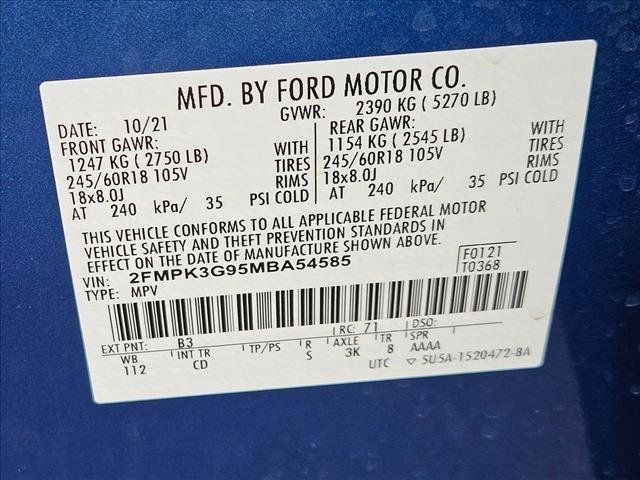 MFD. BY FORD MOTOR CO.
DATE: 10/21 GVWR: 2390 KG ( 5270 LB)
FRONT GAWR: REAR GAWR:
1247 KG ( 2750 LB) WITH 1154 KG ( 2545 LB) WITH
245/60R18 105V TIRES 245/60R18 105V TIRES
18x8.0J RIMS 18x8.0J RIMS
AT 240 kPa/ 35 PSI COLD AT 240 kPa/ 35 PSI COLD
THIS VEHICLE CONFORMS TO ALL APPLICABLE FEDERAL MOTOR
VEHICLE SAFETY AND THEFT PREVENTION STANDARDS IN
EFFECT ON THE DATE OF MANUFACTURE SHOWN ABOVE.
VIN: 2FMPK3G95MBA54585 F0121
TYPE: MPV T0368
EXT PNT: B3 RC: 71 DSO:
WB INT TR TP/PS R AXLE TR SPR
112 CD S 3K 8 AAAA
UTC ▽ 5U5A-1520472-BA